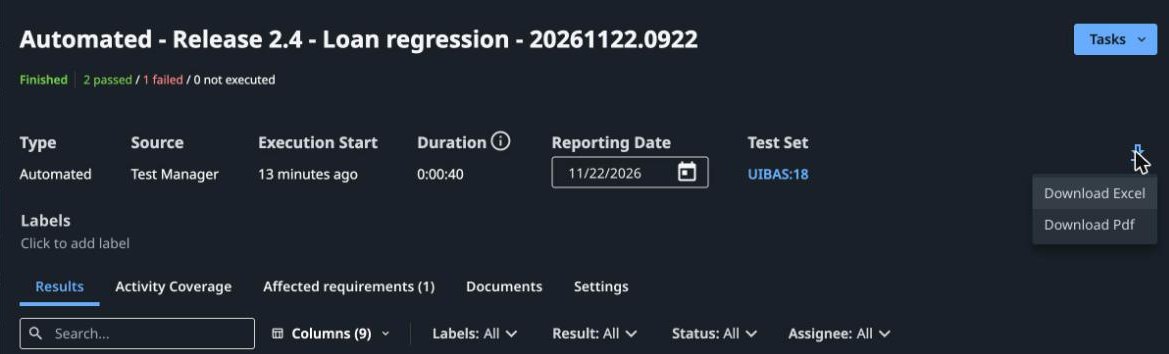 Automated - Release 2.4 - Loan regression - 20261122.0922
Tasks
Finished 2 passed / 1 failed / 0 not executed
Type Source Execution Start Duration Reporting Date Test Set
Automated Test Manager 13 minutes ago 0:00:40 11/22/2026 UIBAS:18
Download Excel
Download Pdf
Labels
Click to add label
Results Activity Coverage Affected requirements (1) Documents Settings
Search... Columns (9) Labels: All Result: All Status: All Assignee: All